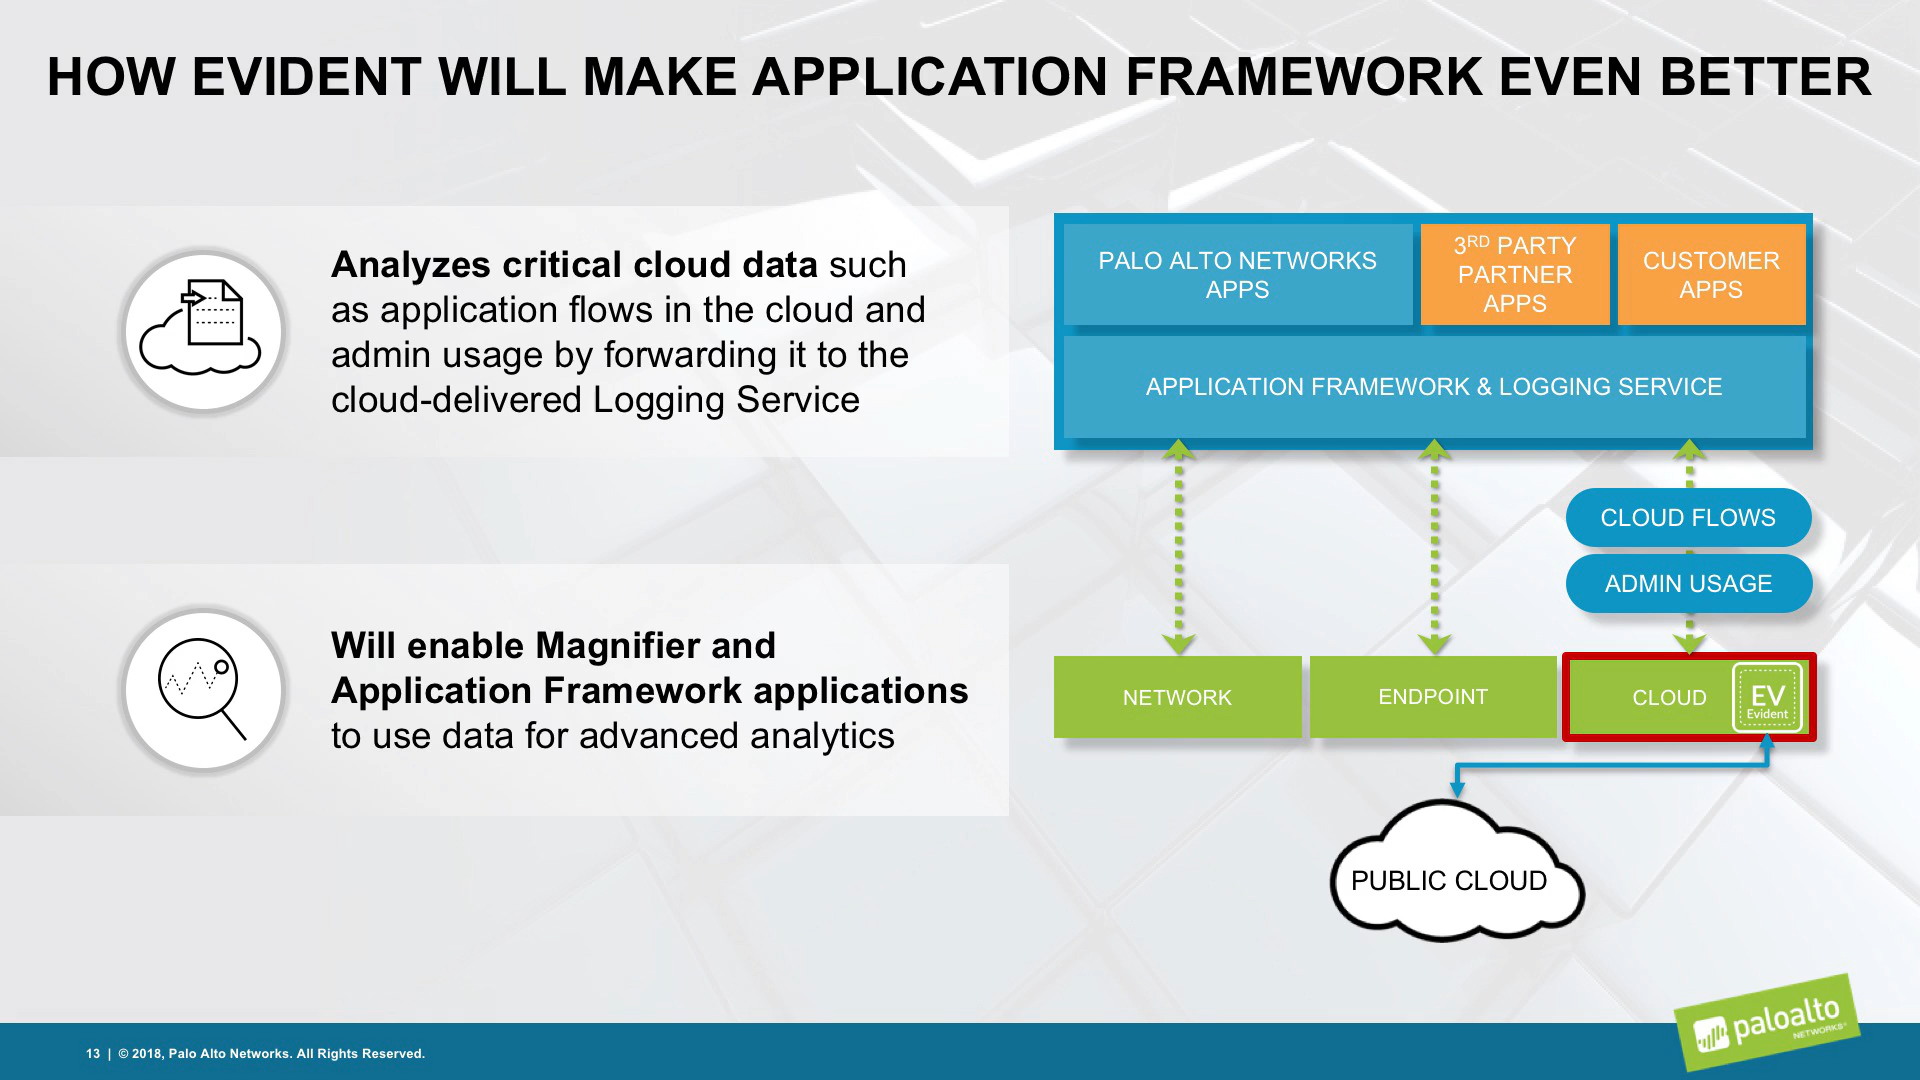 HOW EVIDENT WILL MAKE APPLICATION FRAMEWORK EVEN BETTER
Analyzes critical cloud data such
as application flows in the cloud and
admin usage by forwarding it to the
cloud-delivered Logging Service
Will enable Magnifier and
Application Framework applications
to use data for advanced analytics
PALO ALTO NETWORKS
APPS
3RD PARTY
PARTNER
APPS
CUSTOMER
APPS
APPLICATION FRAMEWORK & LOGGING SERVICE
CLOUD FLOWS
ADMIN USAGE
NETWORK
ENDPOINT
CLOUD
EV
Evident
PUBLIC CLOUD
13 | © 2018, Palo Alto Networks. All Rights Reserved.
paloalto
NETWORKS®